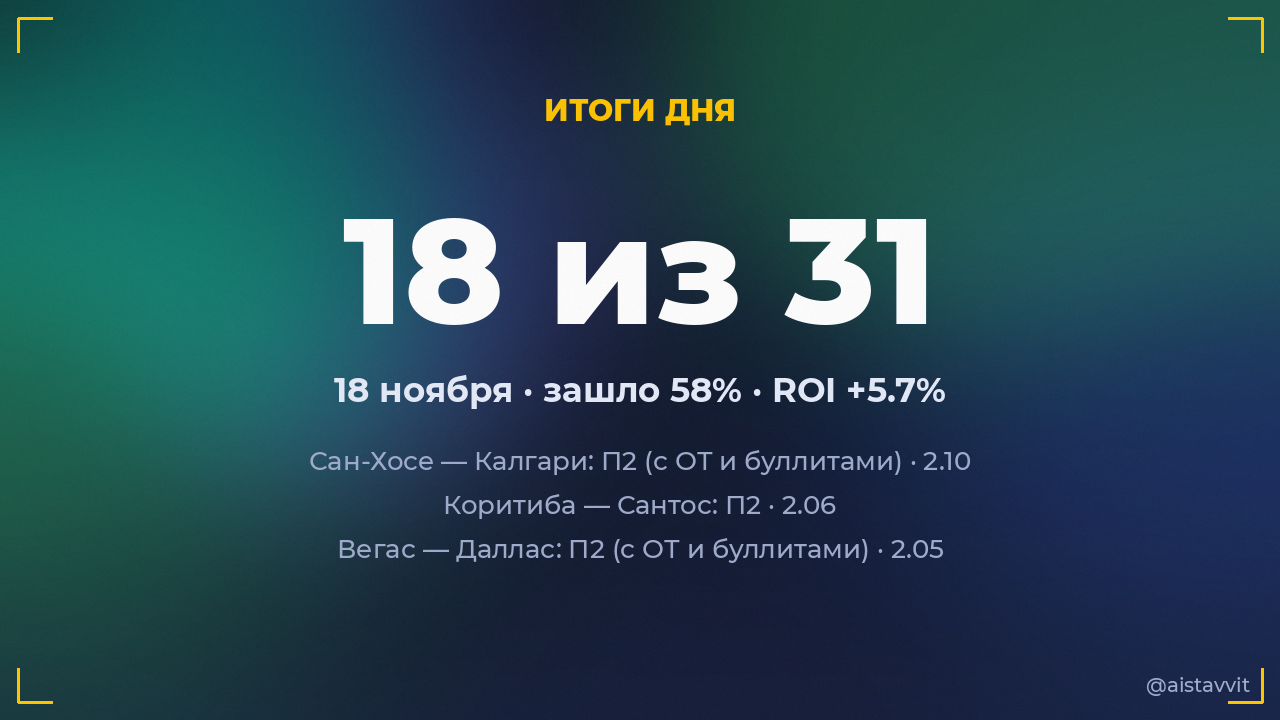 ИТОГИ ДНЯ
18 из 31
18 ноября · зашло 58% · ROI +5.7%
Сан-Хосе — Калгари: П2 (с ОТ и буллитами) · 2.10
Коритиба — Сантос: П2 · 2.06
Вегас — Даллас: П2 (с ОТ и буллитами) · 2.05
@aistavvit